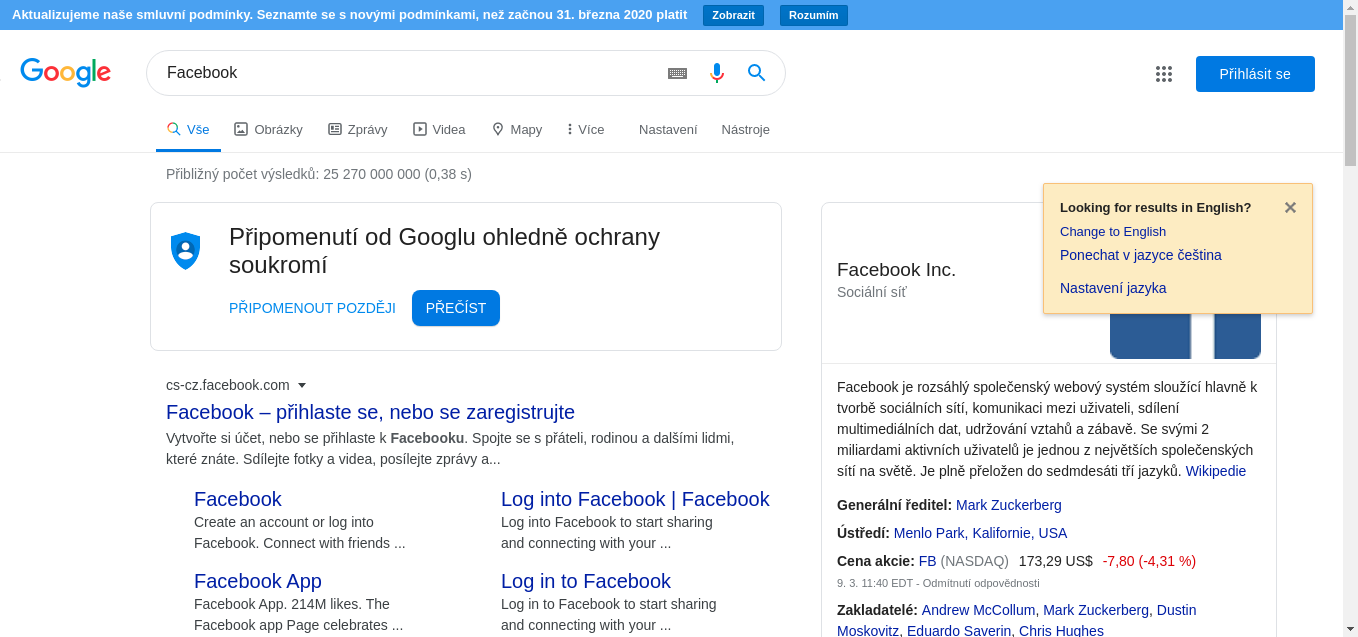 Aktualizujeme naše smluvní podmínky. Seznamte se s novými podmínkami, než začnou 31. března 2020 platit Zobrazit Rozumím
Google
Facebook
Přihlásit se
Vše Obrázky Zprávy Videa Mapy Více Nastavení Nástroje
Přibližný počet výsledků: 25 270 000 000 (0,38 s)
Připomenutí od Googlu ohledně ochrany
soukromí
PŘIPOMENOUT POZDĚJI PŘEČÍST
cs-cz.facebook.com
Facebook – přihlaste se, nebo se zaregistrujte
Vytvořte si účet, nebo se přihlaste k Facebooku. Spojte se s přáteli, rodinou a dalšími lidmi,
které znáte. Sdílejte fotky a videa, posílejte zprávy a...
Facebook
Create an account or log into
Facebook. Connect with friends ...
Log into Facebook | Facebook
Log into Facebook to start sharing
and connecting with your ...
Facebook App
Facebook App. 214M likes. The
Facebook app Page celebrates ...
Log in to Facebook
Log in to Facebook to start sharing
and connecting with your ...
Looking for results in English?
Change to English
Ponechat v jazyce čeština
Nastavení jazyka
Facebook Inc.
Sociální síť
Facebook je rozsáhlý společenský webový systém sloužící hlavně k
tvorbě sociálních sítí, komunikaci mezi uživateli, sdílení
multimediálních dat, udržování vztahů a zábavě. Se svými 2
miliardami aktivních uživatelů je jednou z největších společenských
sítí na světě. Je plně přeložen do sedmdesáti tří jazyků. Wikipedie
Generální ředitel: Mark Zuckerberg
Ústředí: Menlo Park, Kalifornie, USA
Cena akcie: FB (NASDAQ) 173,29 US$ -7,80 (-4,31 %)
9. 3. 11:40 EDT - Odmítnutí odpovědnosti
Zakladatelé: Andrew McCollum, Mark Zuckerberg, Dustin
Moskovitz, Eduardo Saverin, Chris Hughes